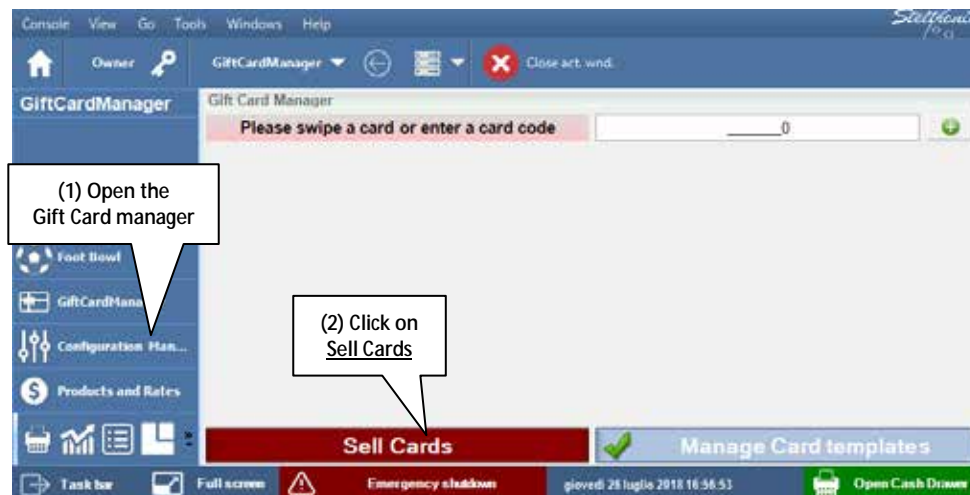 Console View Go Tools Windows Help
Owner GiftCardManager Close act. wnd.
GiftCardManager
Gift Card Manager
Please swipe a card or enter a card code ______0
(1) Open the
Gift Card manager
Foot Bowl
GiftCardMana
Configuration Man...
(2) Click on
Sell Cards
Products and Rates
Sell Cards
Manage Card templates
Task bar Full screen Emergency shutdown giovedì 26 luglio 2018 16:56:53 Open Cash Drawer